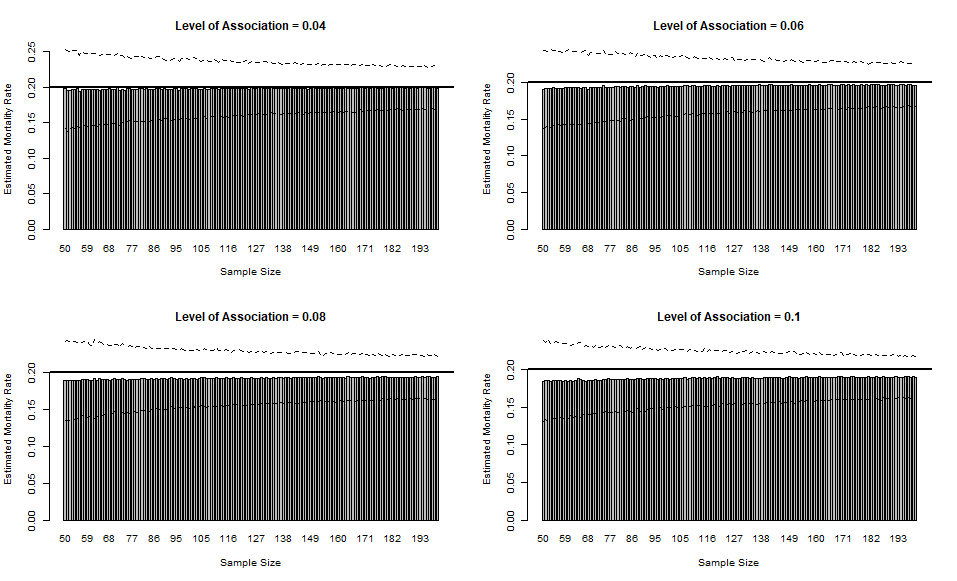 Level of Association = 0.04
Estimated Mortality Rate
0.00 0.05 0.10 0.15 0.20 0.25
50 59 68 77 86 95 105 116 127 138 149 160 171 182 193
Sample Size
Level of Association = 0.06
Estimated Mortality Rate
0.00 0.05 0.10 0.15 0.20
50 59 68 77 86 95 105 116 127 138 149 160 171 182 193
Sample Size
Level of Association = 0.08
Estimated Mortality Rate
0.00 0.05 0.10 0.15 0.20
50 59 68 77 86 95 105 116 127 138 149 160 171 182 193
Sample Size
Level of Association = 0.1
Estimated Mortality Rate
0.00 0.05 0.10 0.15 0.20
50 59 68 77 86 95 105 116 127 138 149 160 171 182 193
Sample Size